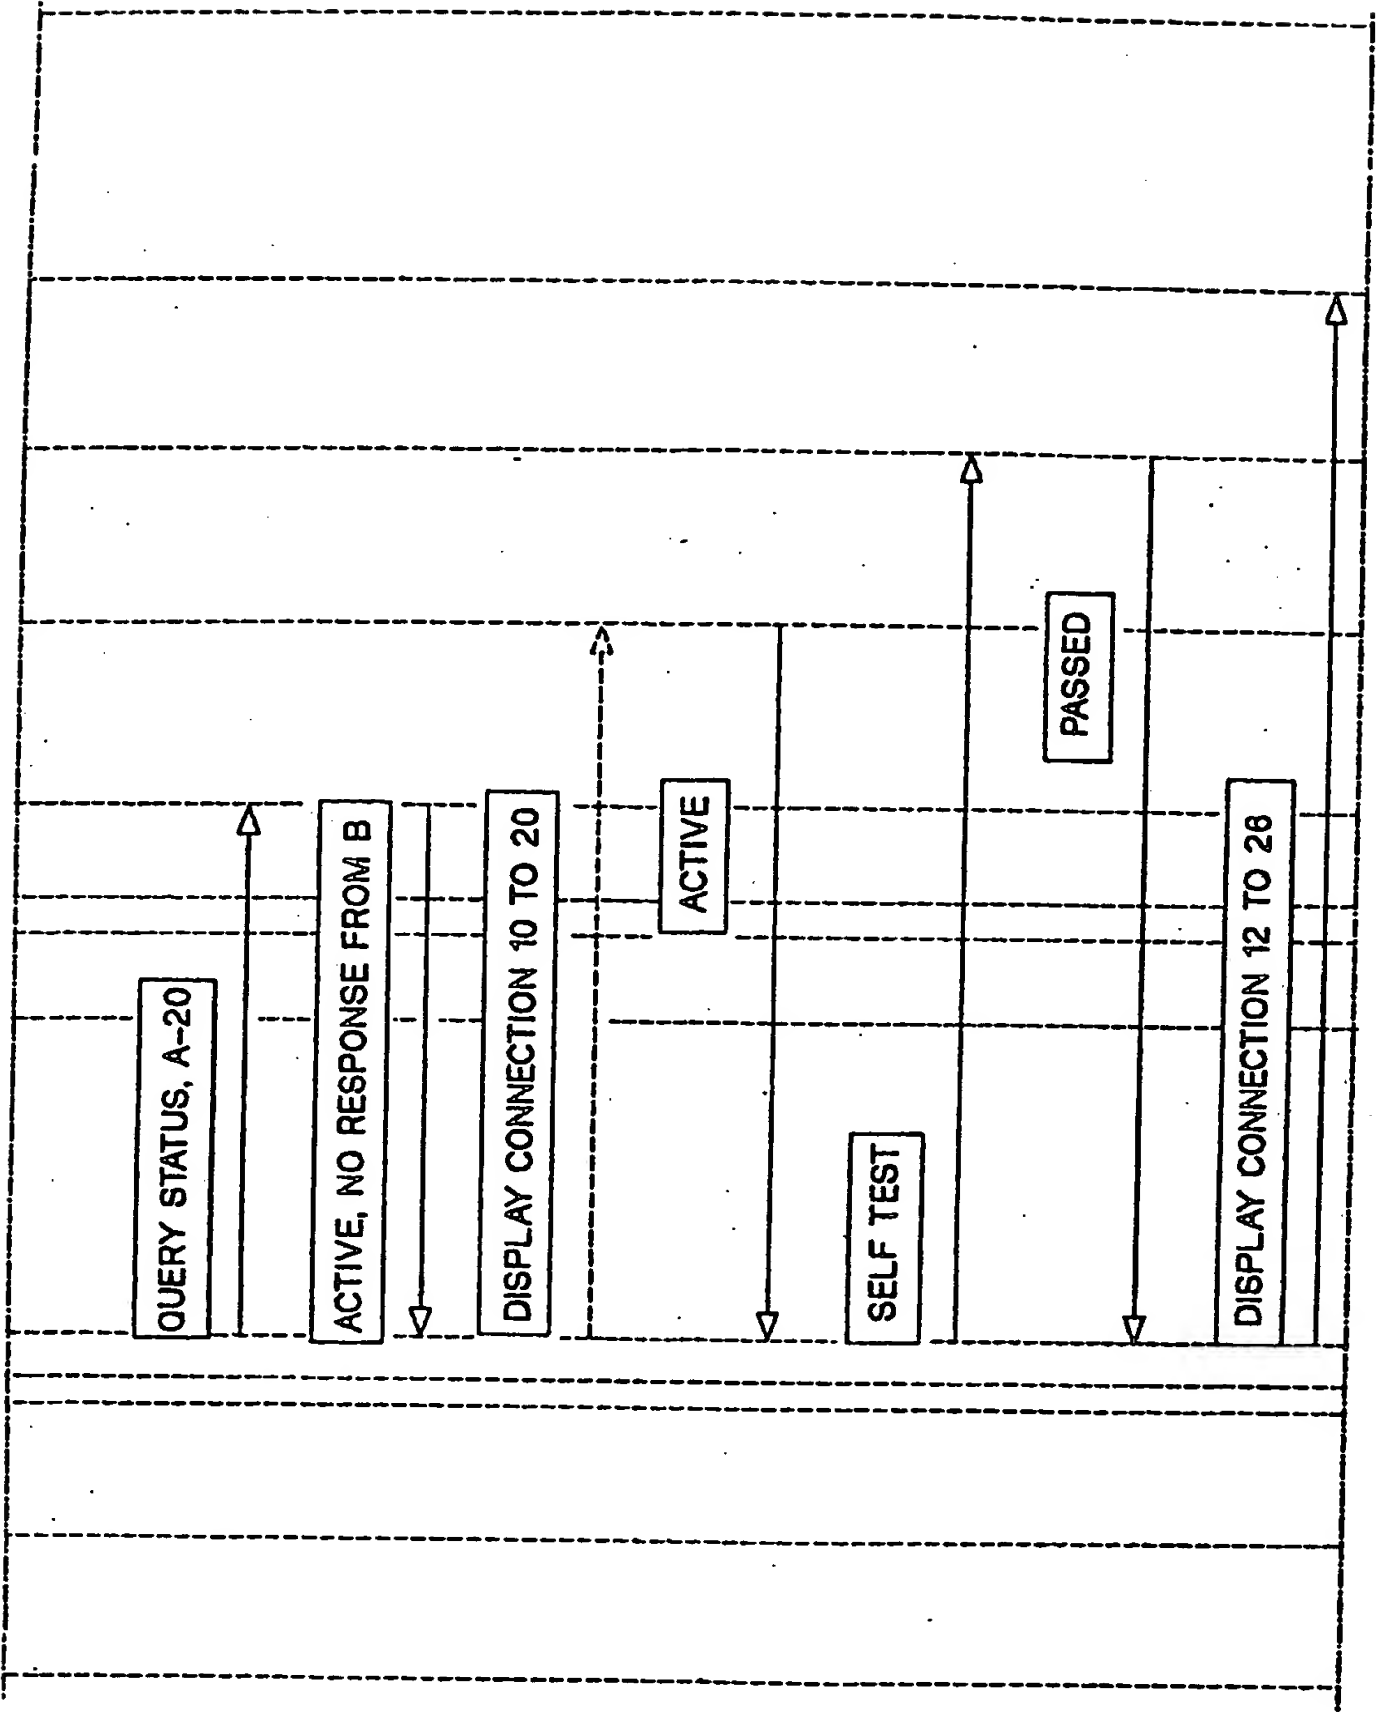 QUERY STATUS, A-20
ACTIVE, NO RESPONSE FROM B
DISPLAY CONNECTION 10 TO 20
ACTIVE
SELF TEST
PASSED
DISPLAY CONNECTION 12 TO 26